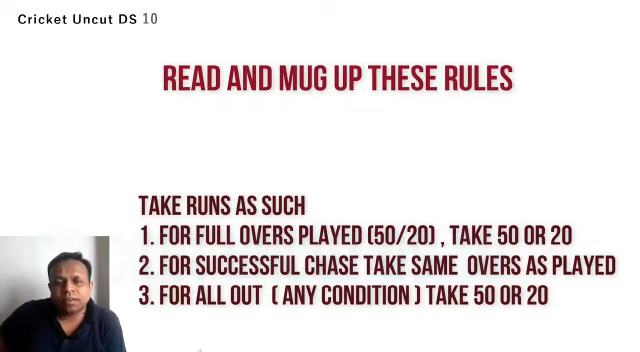 Cricket Uncut DS 10
READ AND MUG UP THESE RULES
TAKE RUNS AS SUCH
1. FOR FULL OVERS PLAYED (50/20) , TAKE 50 OR 20
2. FOR SUCCESSFUL CHASE TAKE SAME OVERS AS PLAYED
3. FOR ALL OUT ( ANY CONDITION ) TAKE 50 OR 20